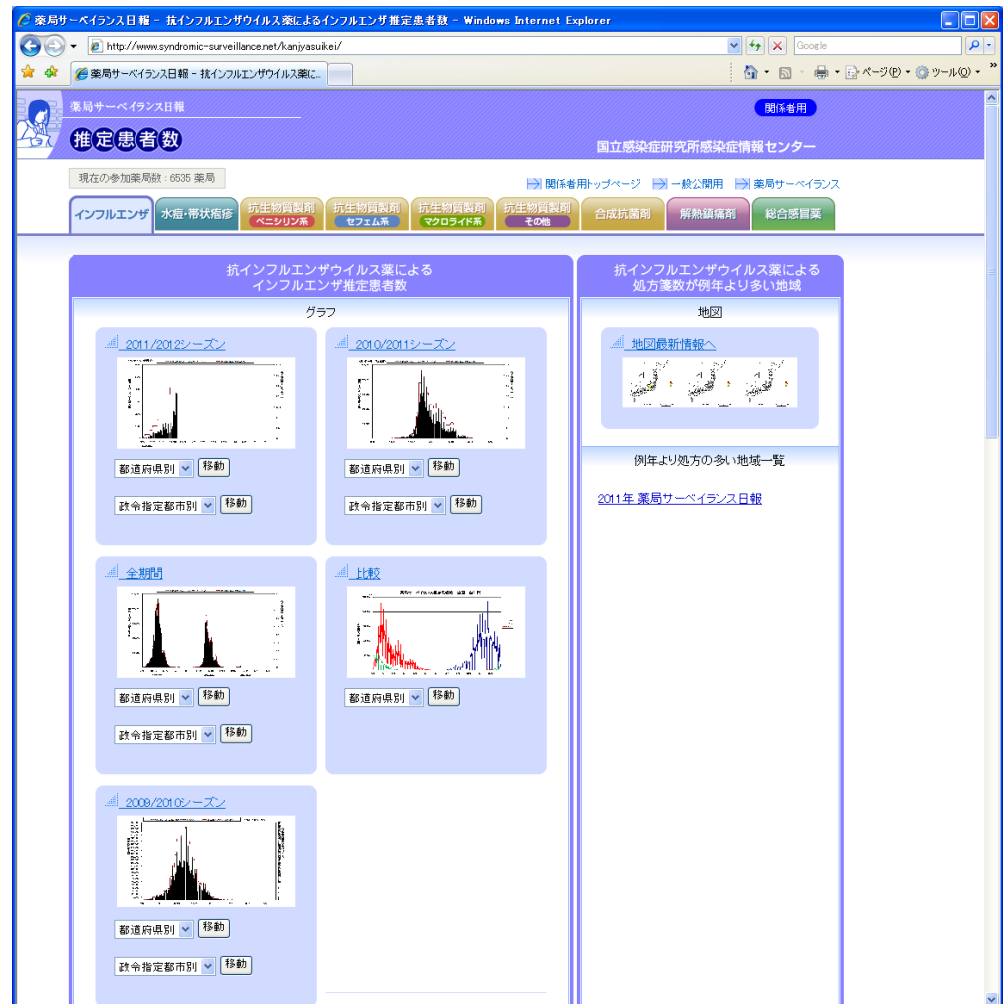 薬局サーベイランス日報 - 抗インフルエンザウイルス薬によるインフルエンザ推定患者数 - Windows Internet Explorer
http://www.syndromic-surveillance.net/kanjyasuikei/
Google
薬局サーベイランス日報 - 抗インフルエンザウイルス薬に...
ページ(P) ツール(O)
薬局サーベイランス日報
関係者用
推定患者数
国立感染症研究所感染症情報センター
現在の参加薬局数 : 6535 薬局
関係者用トップページ 一般公開用 薬局サーベイランス
インフルエンザ
水痘・帯状疱疹
抗生物質製剤 ペニシリン系
抗生物質製剤 セフェム系
抗生物質製剤 マクロライド系
抗生物質製剤 その他
合成抗菌剤
解熱鎮痛剤
総合感冒薬
抗インフルエンザウイルス薬による
インフルエンザ推定患者数
グラフ
2011/2012シーズン
都道府県別 移動
政令指定都市別 移動
2010/2011シーズン
都道府県別 移動
政令指定都市別 移動
全期間
都道府県別 移動
政令指定都市別 移動
比較
都道府県別 移動
2009/2010シーズン
都道府県別 移動
政令指定都市別 移動
抗インフルエンザウイルス薬による
処方箋数が例年より多い地域
地図
地図最新情報へ
例年より処方の多い地域一覧
2011年 薬局サーベイランス日報